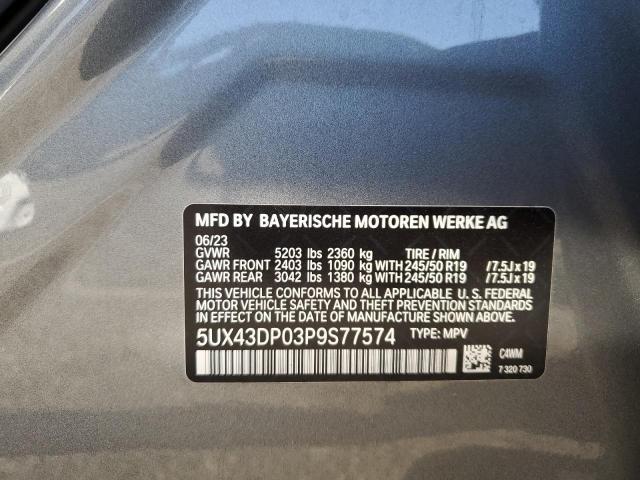 MFD BY BAYERISCHE MOTOREN WERKE AG
06/23
GVWR 5203 lbs 2360 kg TIRE / RIM
GAWR FRONT 2403 lbs 1090 kg WITH 245/50 R19 /7.5J x 19
GAWR REAR 3042 lbs 1380 kg WITH 245/50 R19 /7.5J x 19
THIS VEHICLE CONFORMS TO ALL APPLICABLE U. S. FEDERAL
MOTOR VEHICLE SAFETY AND THEFT PREVENTION STANDARDS
IN EFFECT ON THE DATE OF MANUFACTURE SHOWN ABOVE.
5UX43DP03P9S77574 TYPE: MPV
C4WM
7 320 730